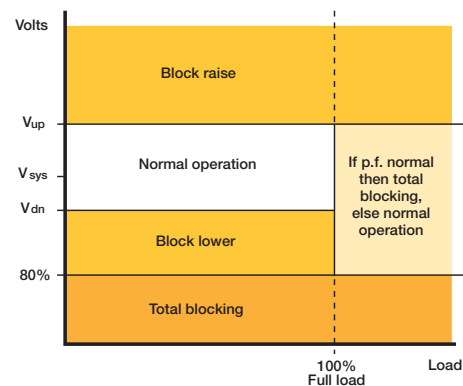 Volts
Block raise
Vup
Normal operation
If p.f. normal
then total
blocking,
else normal
operation
Vsys
Vdn
Block lower
80%
Total blocking
100%
Full load
Load